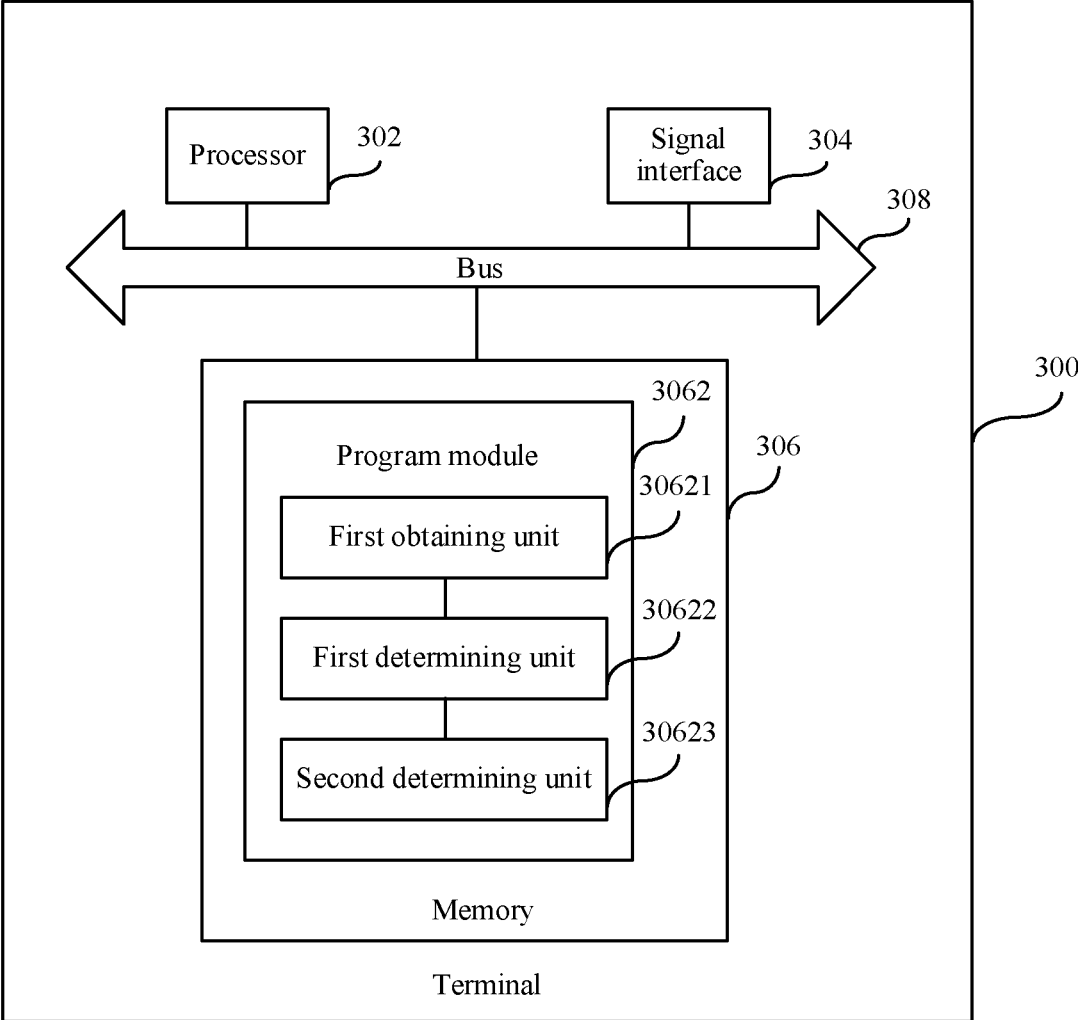 Processor
302
Signal
interface
304
308
Bus
300
3062
Program module
306
30621
First obtaining unit
30622
First determining unit
30623
Second determining unit
Memory
Terminal